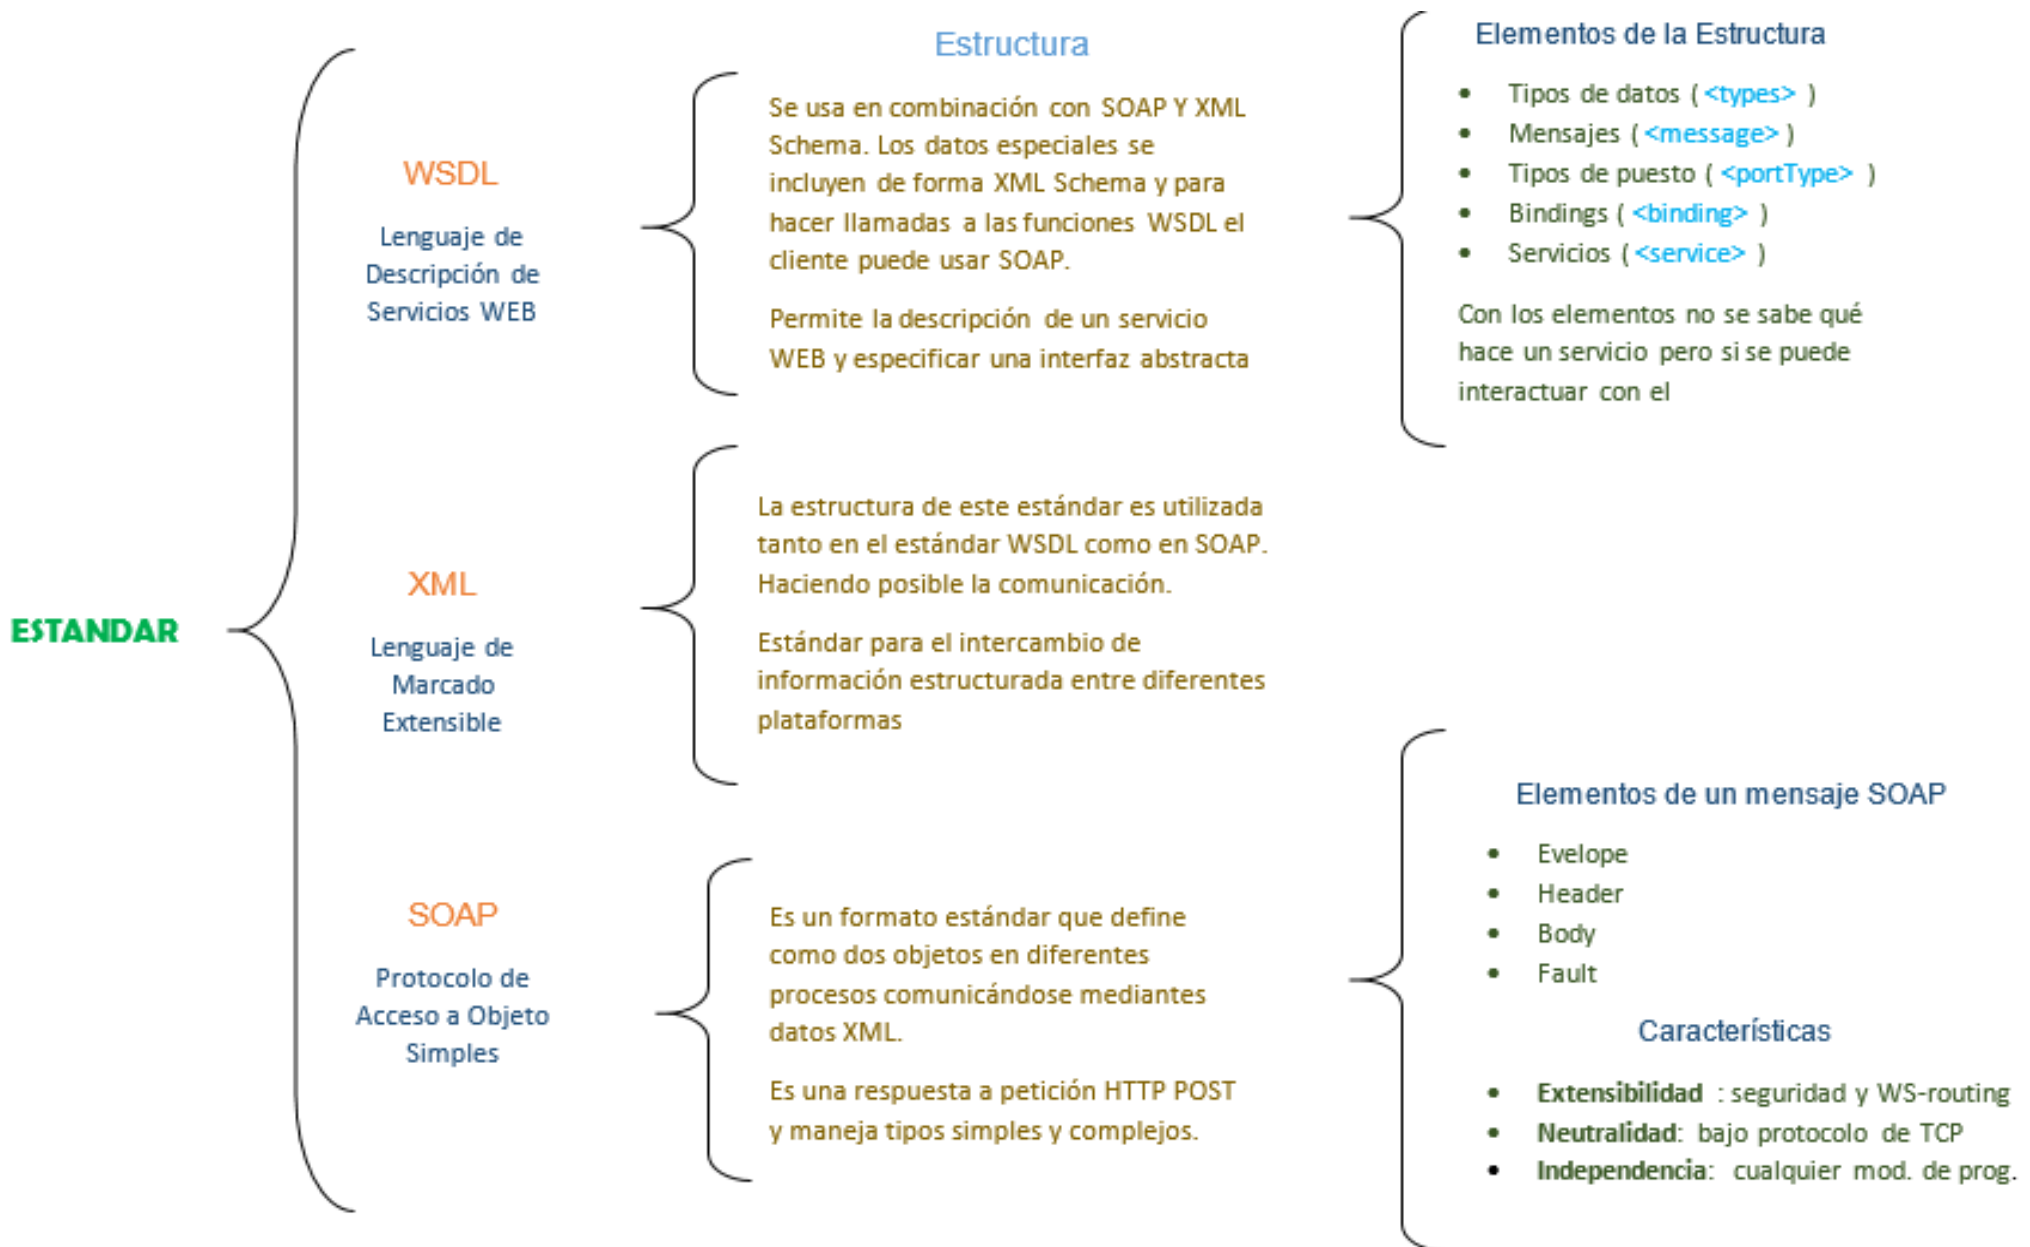 ESTANDAR
WSDL
Lenguaje de
Descripción de
Servicios WEB
Estructura
Se usa en combinación con SOAP Y XML
Schema. Los datos especiales se
incluyen de forma XML Schema y para
hacer llamadas a las funciones WSDL el
cliente puede usar SOAP.
Permite la descripción de un servicio
WEB y especificar una interfaz abstracta
Elementos de la Estructura
• Tipos de datos ( <types> )
• Mensajes ( <message> )
• Tipos de puesto ( <portType> )
• Bindings ( <binding> )
• Servicios ( <service> )
Con los elementos no se sabe qué
hace un servicio pero si se puede
interactuar con el
XML
Lenguaje de
Marcado
Extensible
La estructura de este estándar es utilizada
tanto en el estándar WSDL como en SOAP.
Haciendo posible la comunicación.
Estándar para el intercambio de
información estructurada entre diferentes
plataformas
SOAP
Protocolo de
Acceso a Objeto
Simples
Es un formato estándar que define
como dos objetos en diferentes
procesos comunicándose mediantes
datos XML.
Es una respuesta a petición HTTP POST
y maneja tipos simples y complejos.
Elementos de un mensaje SOAP
• Evelope
• Header
• Body
• Fault
Característícas
• Extensibilidad : seguridad y WS-routing
• Neutralidad: bajo protocolo de TCP
• Independencia: cualquier mod. de prog.